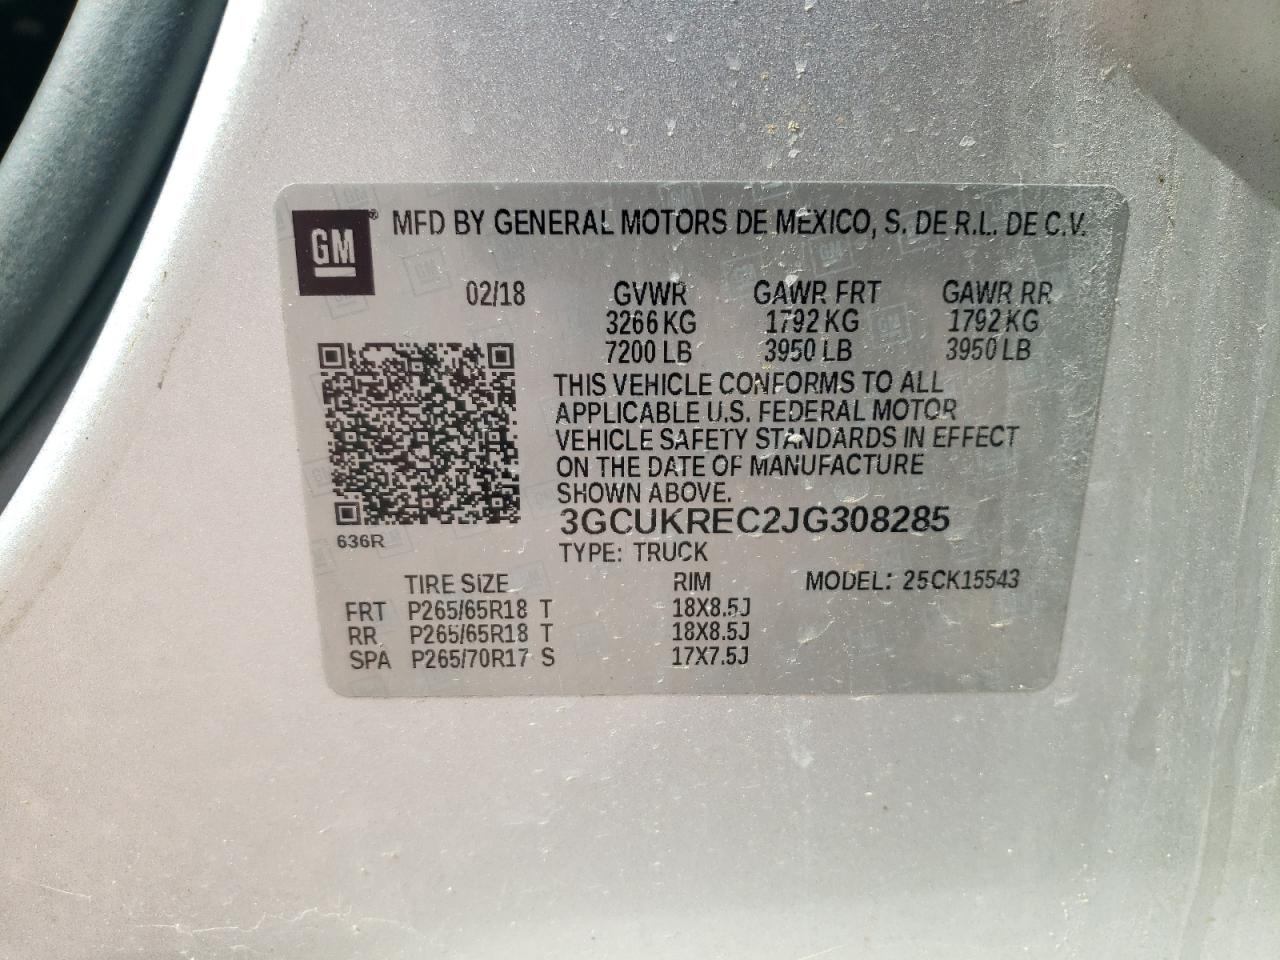 GM® MFD BY GENERAL MOTORS DE MEXICO, S. DE R.L. DE C.V.
02/18 GVWR GAWR FRT GAWR RR
3266 KG 1792 KG 1792 KG
7200 LB 3950 LB 3950 LB
THIS VEHICLE CONFORMS TO ALL
APPLICABLE U.S. FEDERAL MOTOR
VEHICLE SAFETY STANDARDS IN EFFECT
ON THE DATE OF MANUFACTURE
SHOWN ABOVE.
3GCUKREC2JG308285
636R
TYPE: TRUCK
TIRE SIZE RIM MODEL: 25CK15543
FRT P265/65R18 T 18X8.5J
RR P265/65R18 T 18X8.5J
SPA P265/70R17 S 17X7.5J